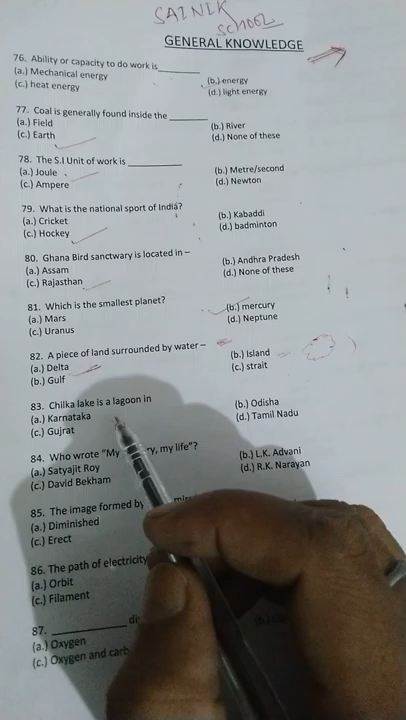 SAINIK
SCHOOL
GENERAL KNOWLEDGE
76. Ability or capacity to do work is ________
(a.) Mechanical energy (b.) energy
(c.) heat energy (d.) light energy
77. Coal is generally found inside the ________
(a.) Field (b.) River
(c.) Earth (d.) None of these
78. The S.I Unit of work is ________
(a.) Joule (b.) Metre/second
(c.) Ampere (d.) Newton
79. What is the national sport of India?
(a.) Cricket (b.) Kabaddi
(c.) Hockey (d.) badminton
80. Ghana Bird sanctwary is located in –
(a.) Assam (b.) Andhra Pradesh
(c.) Rajasthan (d.) None of these
81. Which is the smallest planet?
(a.) Mars (b.) mercury
(c.) Uranus (d.) Neptune
82. A piece of land surrounded by water –
(a.) Delta (b.) Island
(b.) Gulf (c.) strait
83. Chilka lake is a lagoon in
(a.) Karnataka (b.) Odisha
(c.) Gujrat (d.) Tamil Nadu
84. Who wrote "My ry, my life"?
(a.) Satyajit Roy (b.) L.K. Advani
(c.) David Bekham (d.) R.K. Narayan
85. The image formed by
(a.) Diminished
(c.) Erect
86. The path of electricity
(a.) Orbit
(c.) Filament
87. ________
(a.) Oxygen
(c.) Oxygen and carb